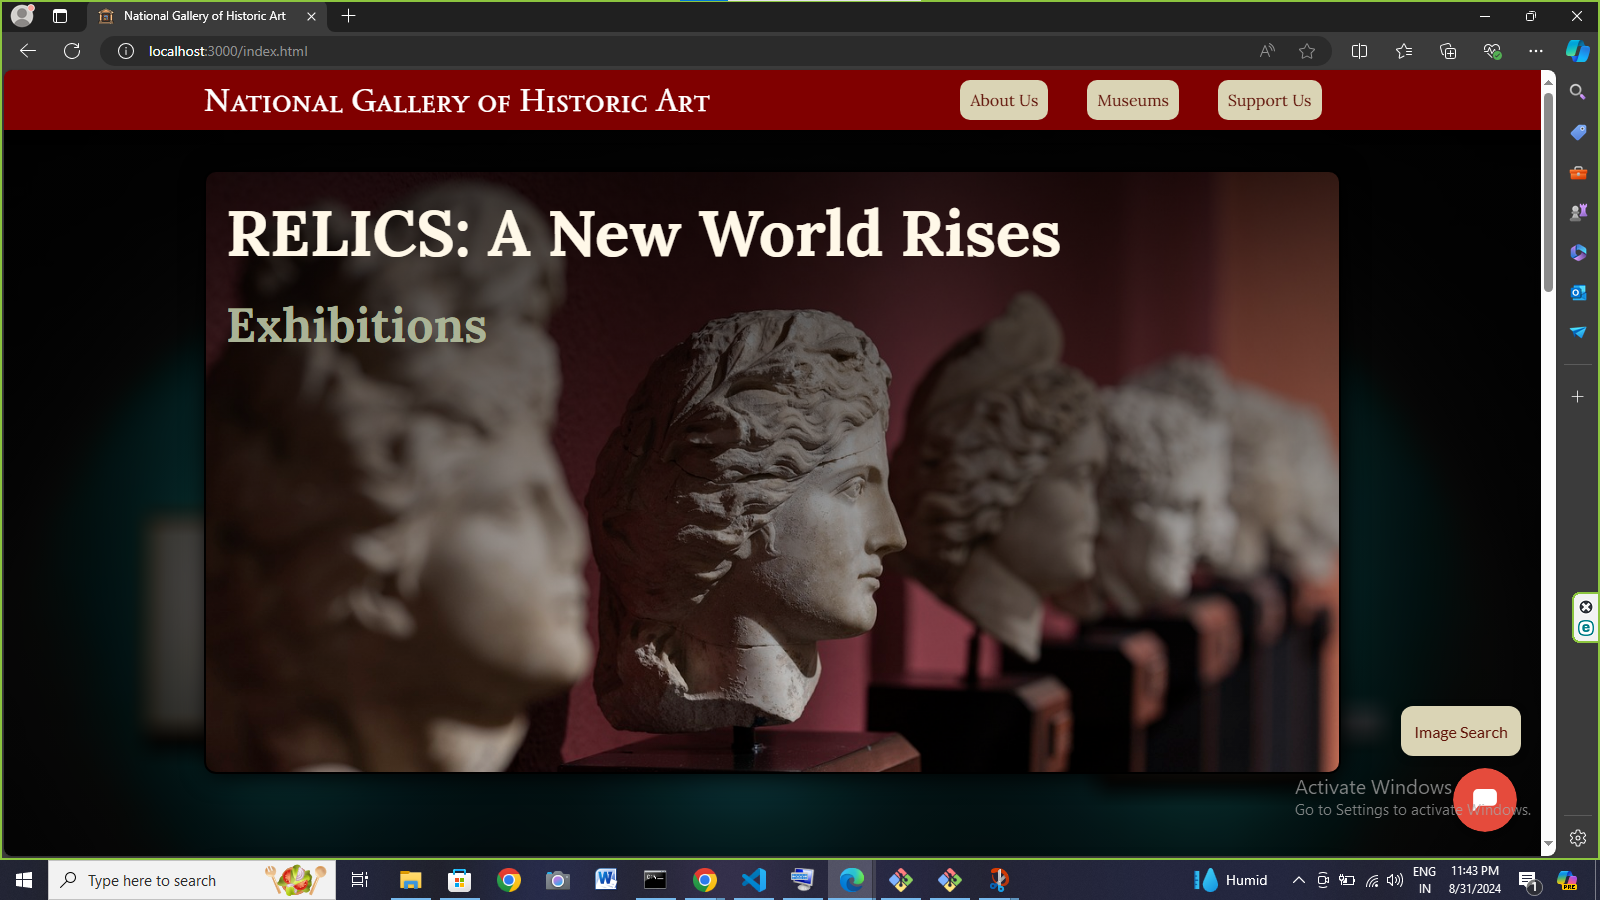 National Gallery of Historic Art
localhost:3000/index.html
National Gallery of Historic Art
About Us
Museums
Support Us
RELICS: A New World Rises
Exhibitions
Image Search
Activate Windows
Go to Settings to activate Windows.
Type here to search
Humid
ENG
IN
11:43 PM
8/31/2024
1
PRE